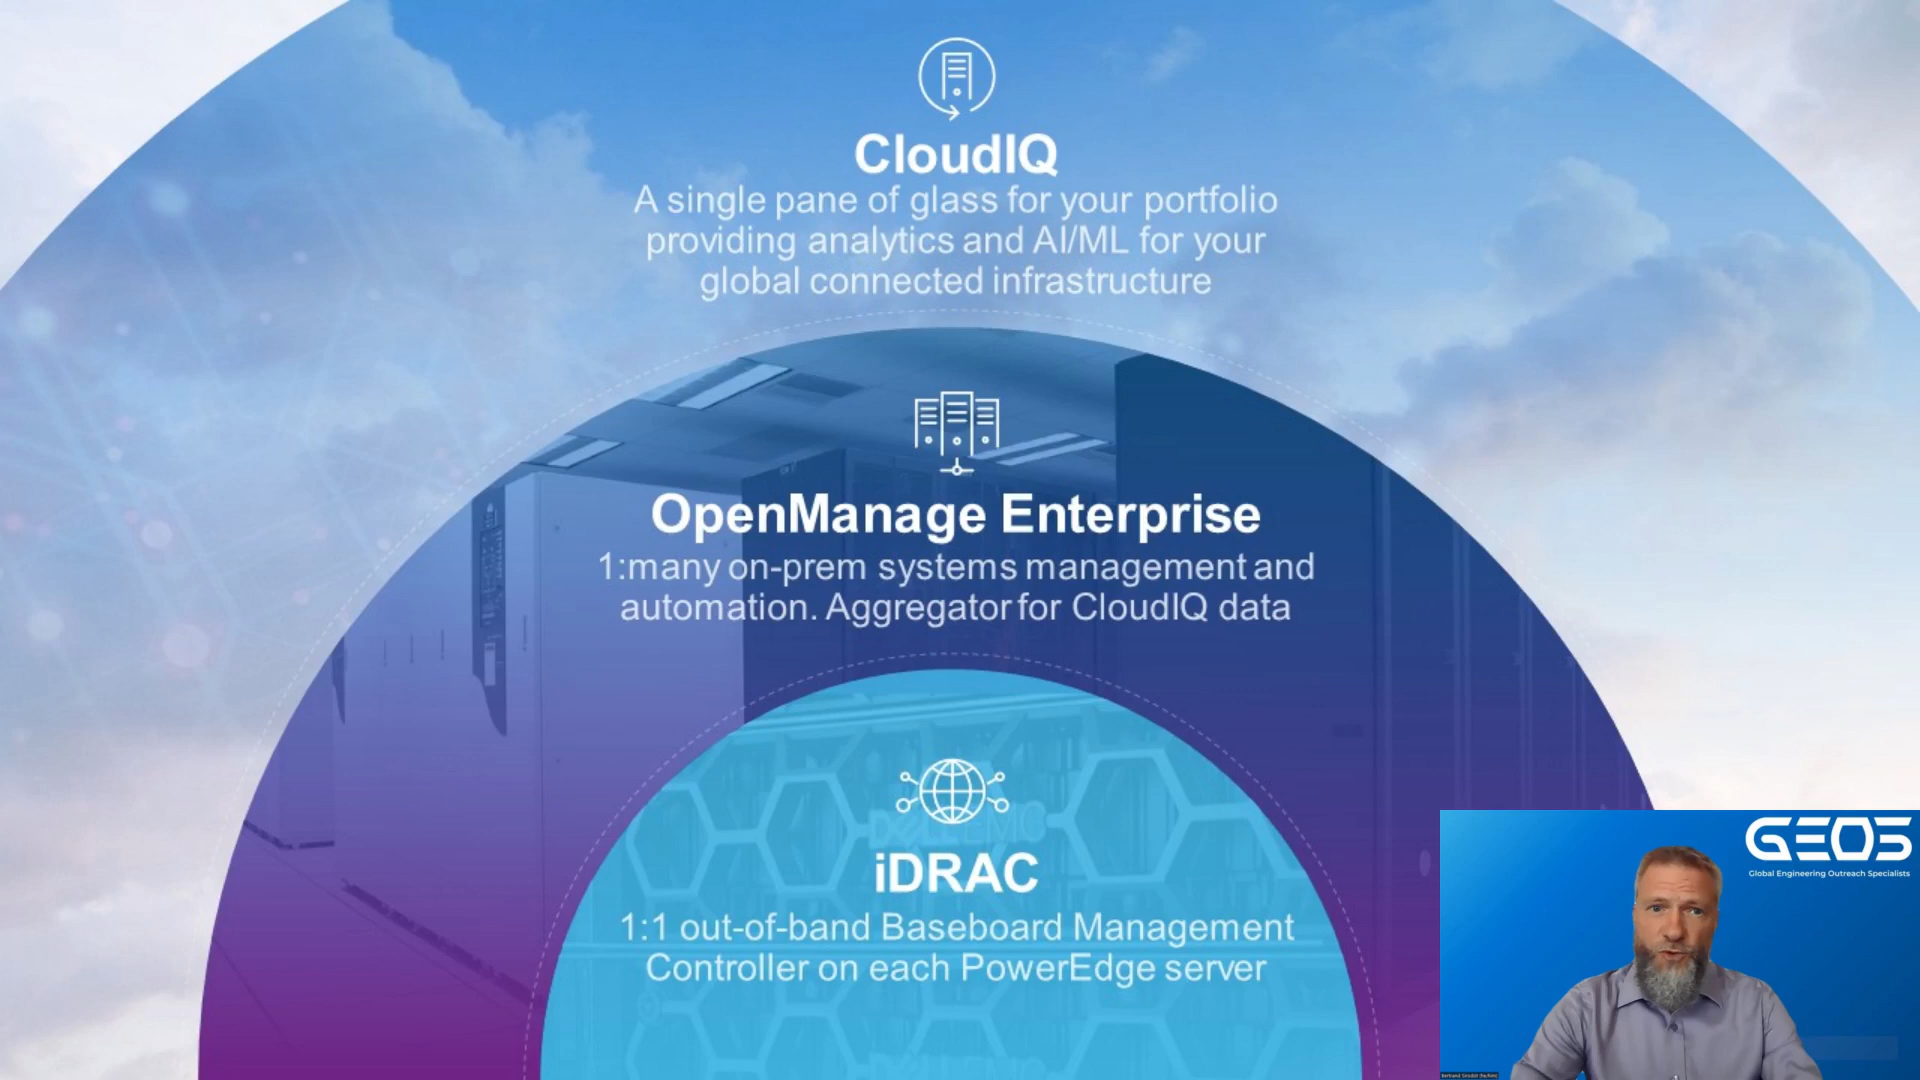 CloudIQ
A single pane of glass for your portfolio
providing analytics and AI/ML for your
global connected infrastructure
OpenManage Enterprise
1:many on-prem systems management and
automation. Aggregator for CloudIQ data
iDRAC
1:1 out-of-band Baseboard Management
Controller on each PowerEdge server
GEOS
Global Engineering Outreach Specialists